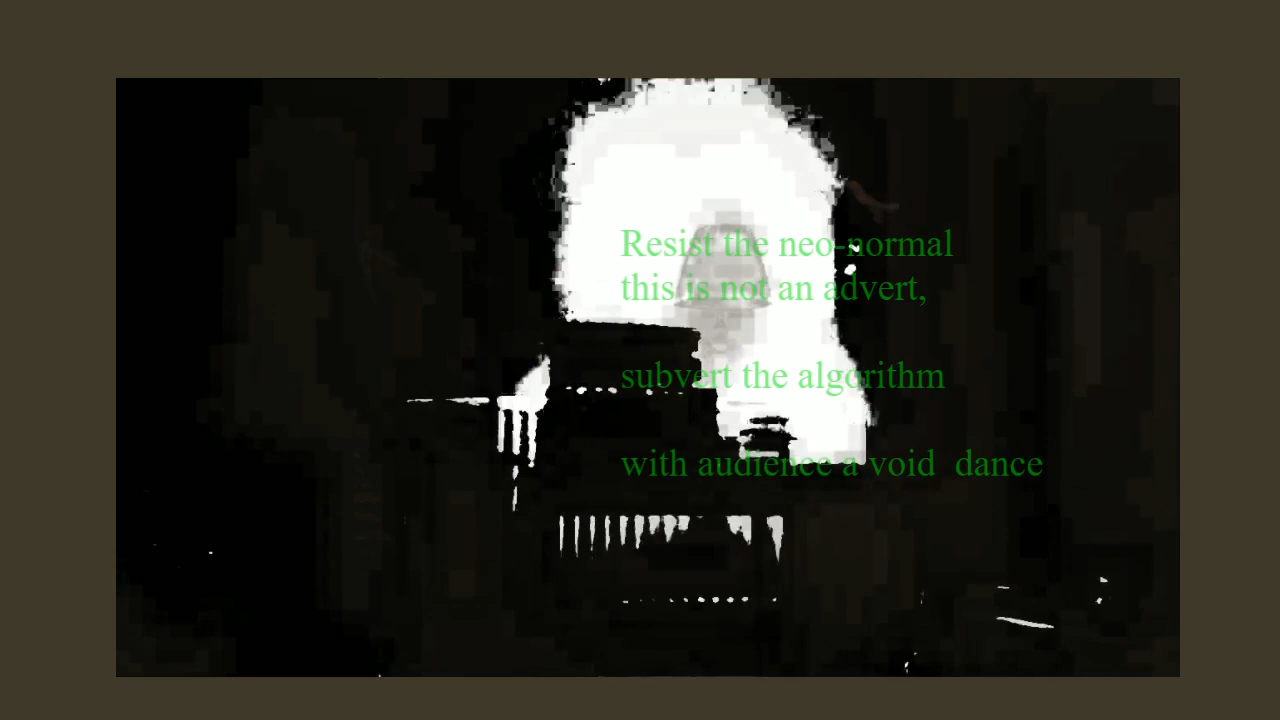 Resist the neo-normal
this is not an advert,
subvert the algorithm
with audience a void  dance